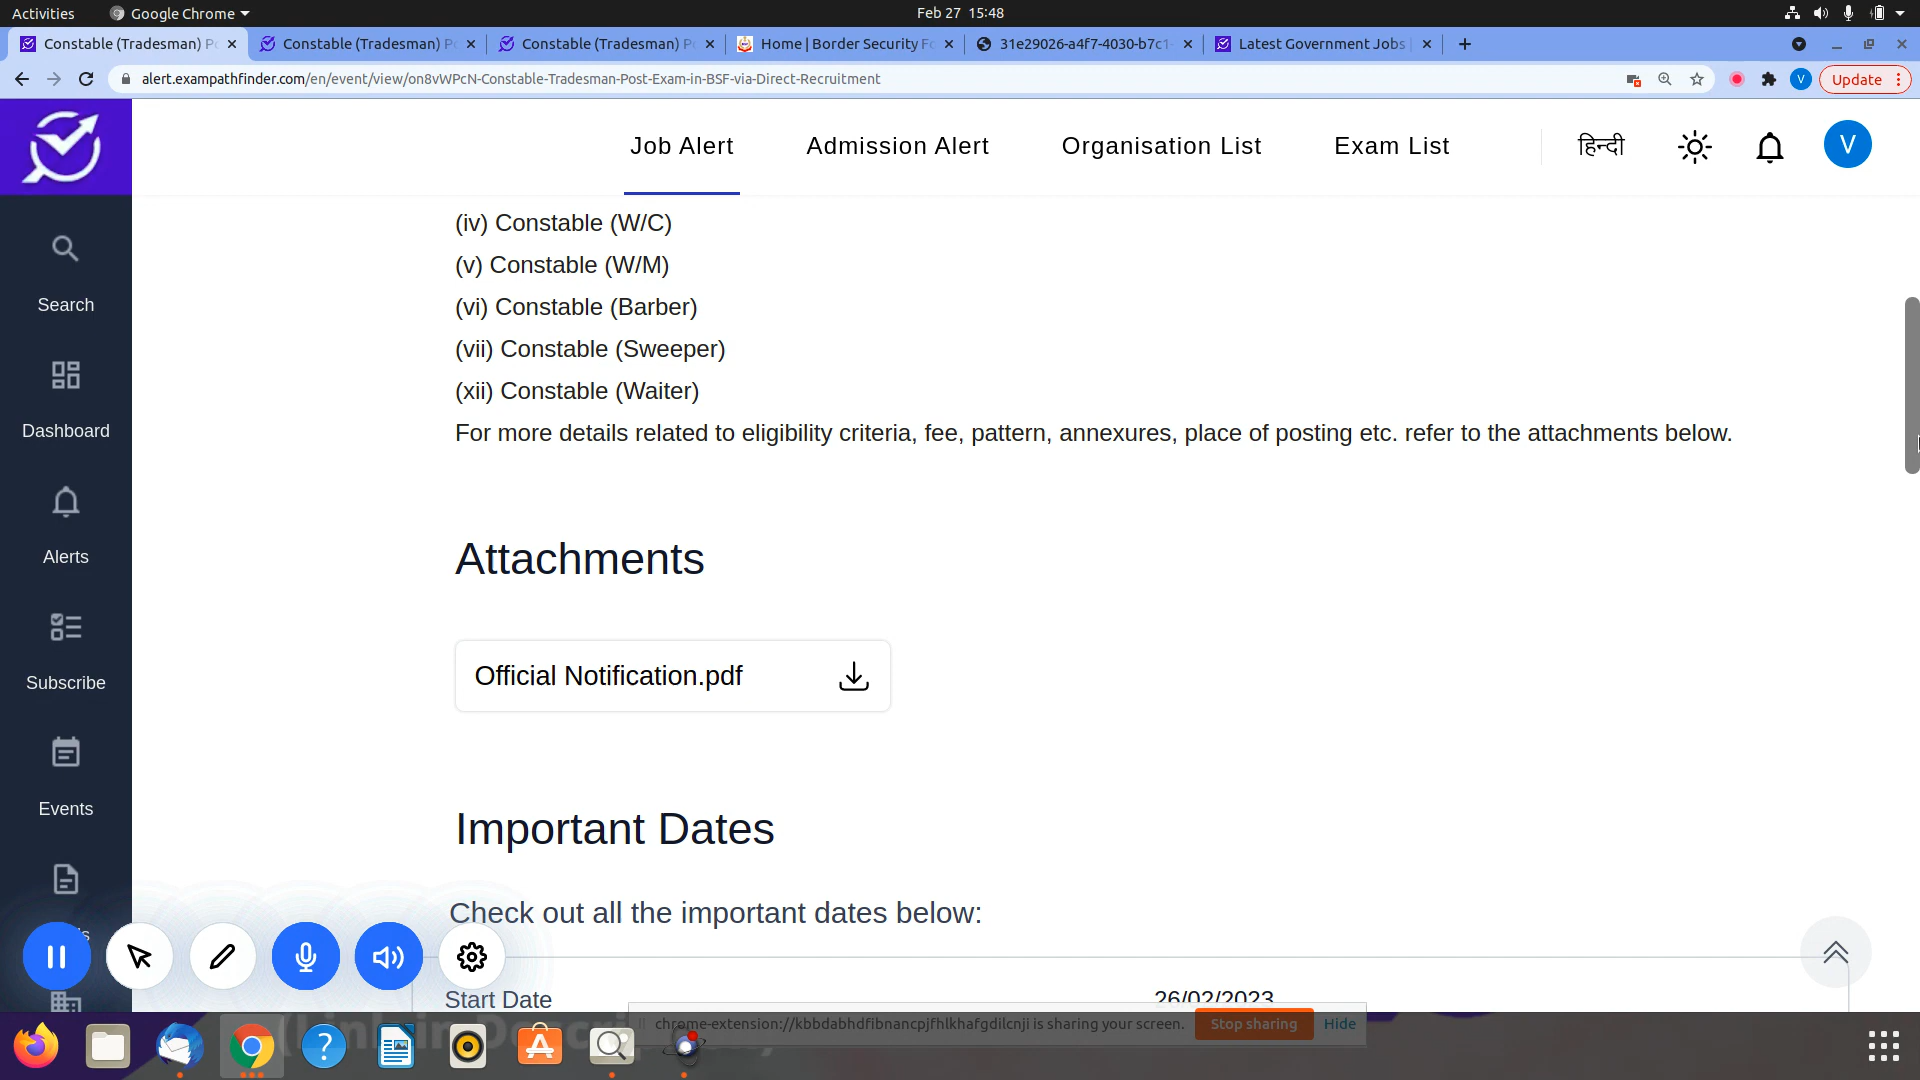 Activities
Google Chrome
Feb 27 15:48
Constable (Tradesman) Po
Constable (Tradesman) Po
Constable (Tradesman) Po
Home | Border Security Fo
31e29026-a4f7-4030-b7c1-
Latest Government Jobs |
alert.exampathfinder.com/en/event/view/on8vWPcN-Constable-Tradesman-Post-Exam-in-BSF-via-Direct-Recruitment
V
Update
Job Alert
Admission Alert
Organisation List
Exam List
हिन्दी
V
Search
Dashboard
Alerts
Subscribe
Events
(iv) Constable (W/C)
(v) Constable (W/M)
(vi) Constable (Barber)
(vii) Constable (Sweeper)
(xii) Constable (Waiter)
For more details related to eligibility criteria, fee, pattern, annexures, place of posting etc. refer to the attachments below.
Attachments
Official Notification.pdf
Important Dates
Check out all the important dates below:
Start Date
26/02/2023
chrome-extension://kbbdabhdfibnancpjfhlkhafgdilcnji is sharing your screen.
Stop sharing
Hide